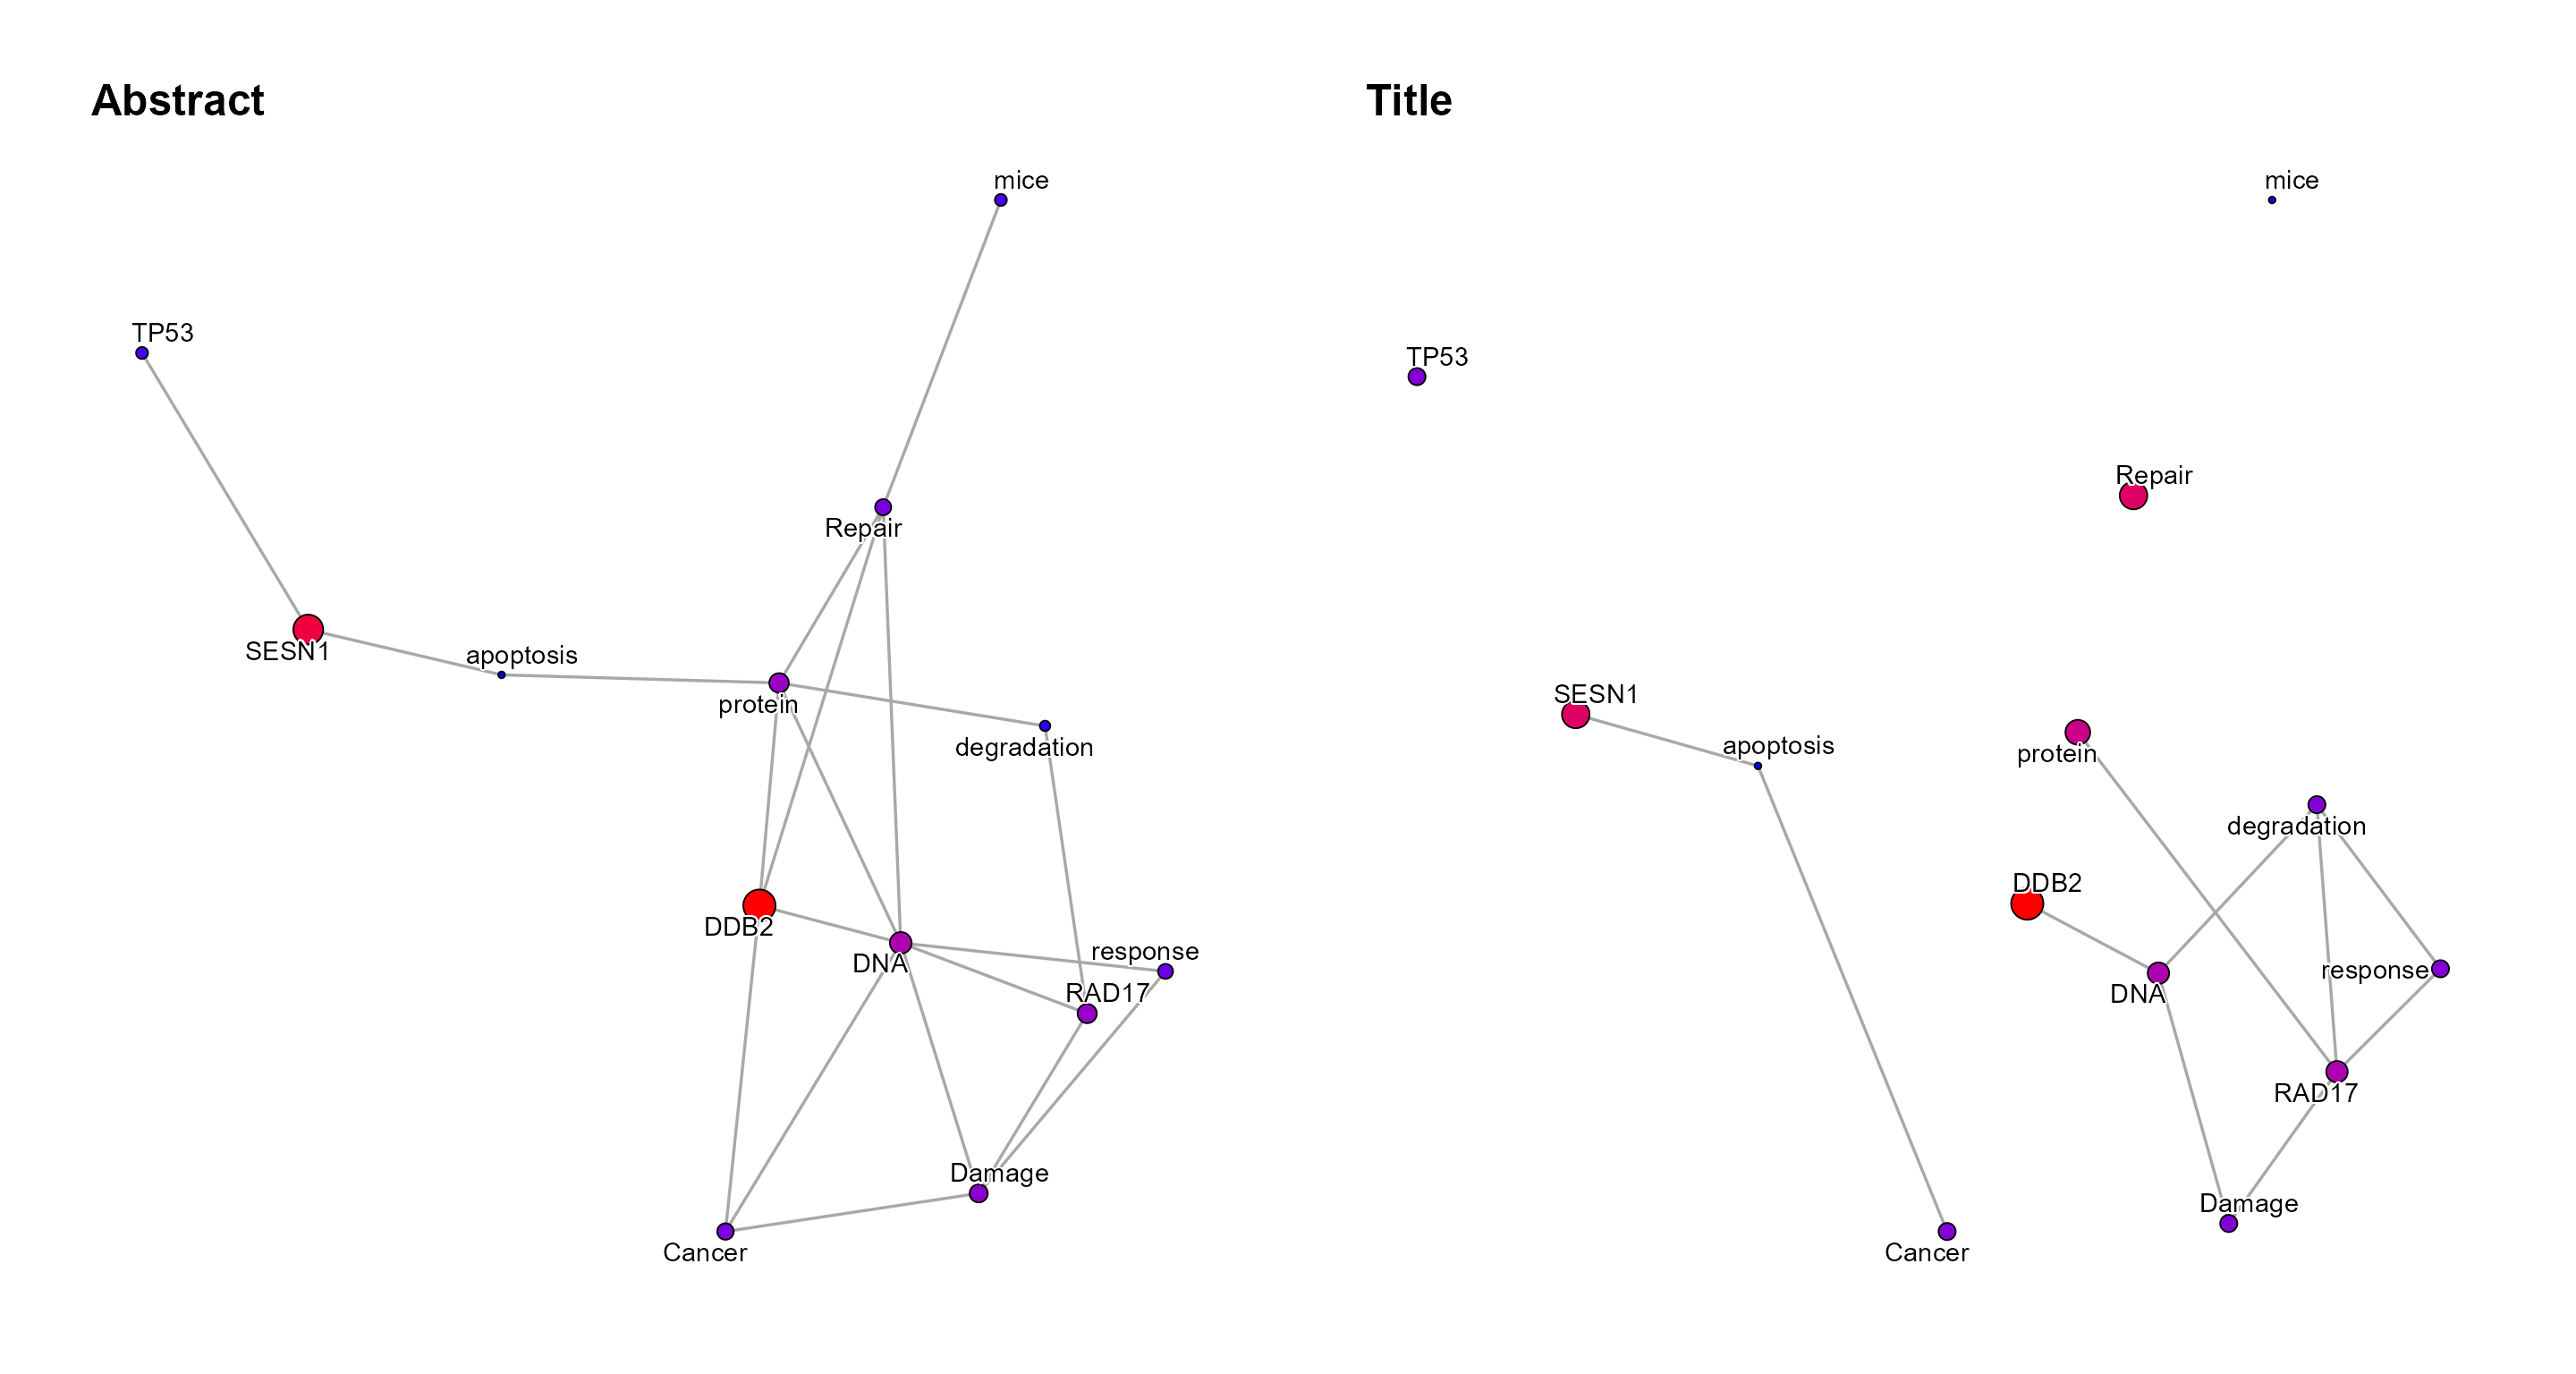 Abstract
mice
TP53
Repair
SESN1
apoptosis
protein
degradation
DDB2
response
DNA
RAD17
Damage
Cancer
Title
mice
TP53
Repair
SESN1
apoptosis
protein
degradation
DDB2
response
DNA
RAD17
Damage
Cancer